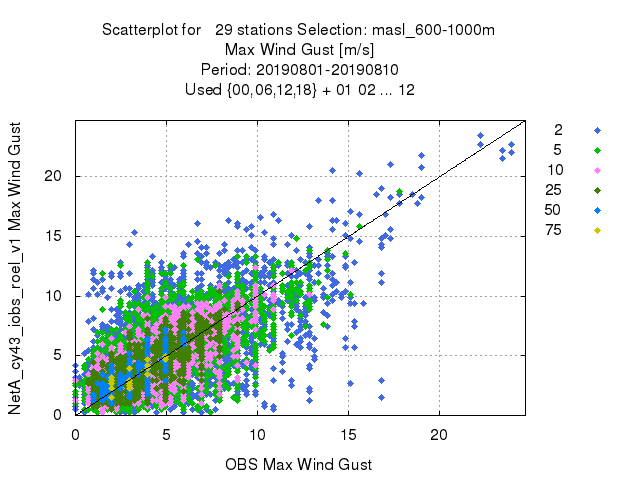 Scatterplot for 29 stations Selection: masl_600-1000m
Max Wind Gust [m/s]
Period: 20190801-20190810
Used {00,06,12,18} + 01 02 ... 12
NetA_cy43_iobs_roel_v1 Max Wind Gust
20
15
10
5
0
0 5 10 15 20
OBS Max Wind Gust
2
5
10
25
50
75